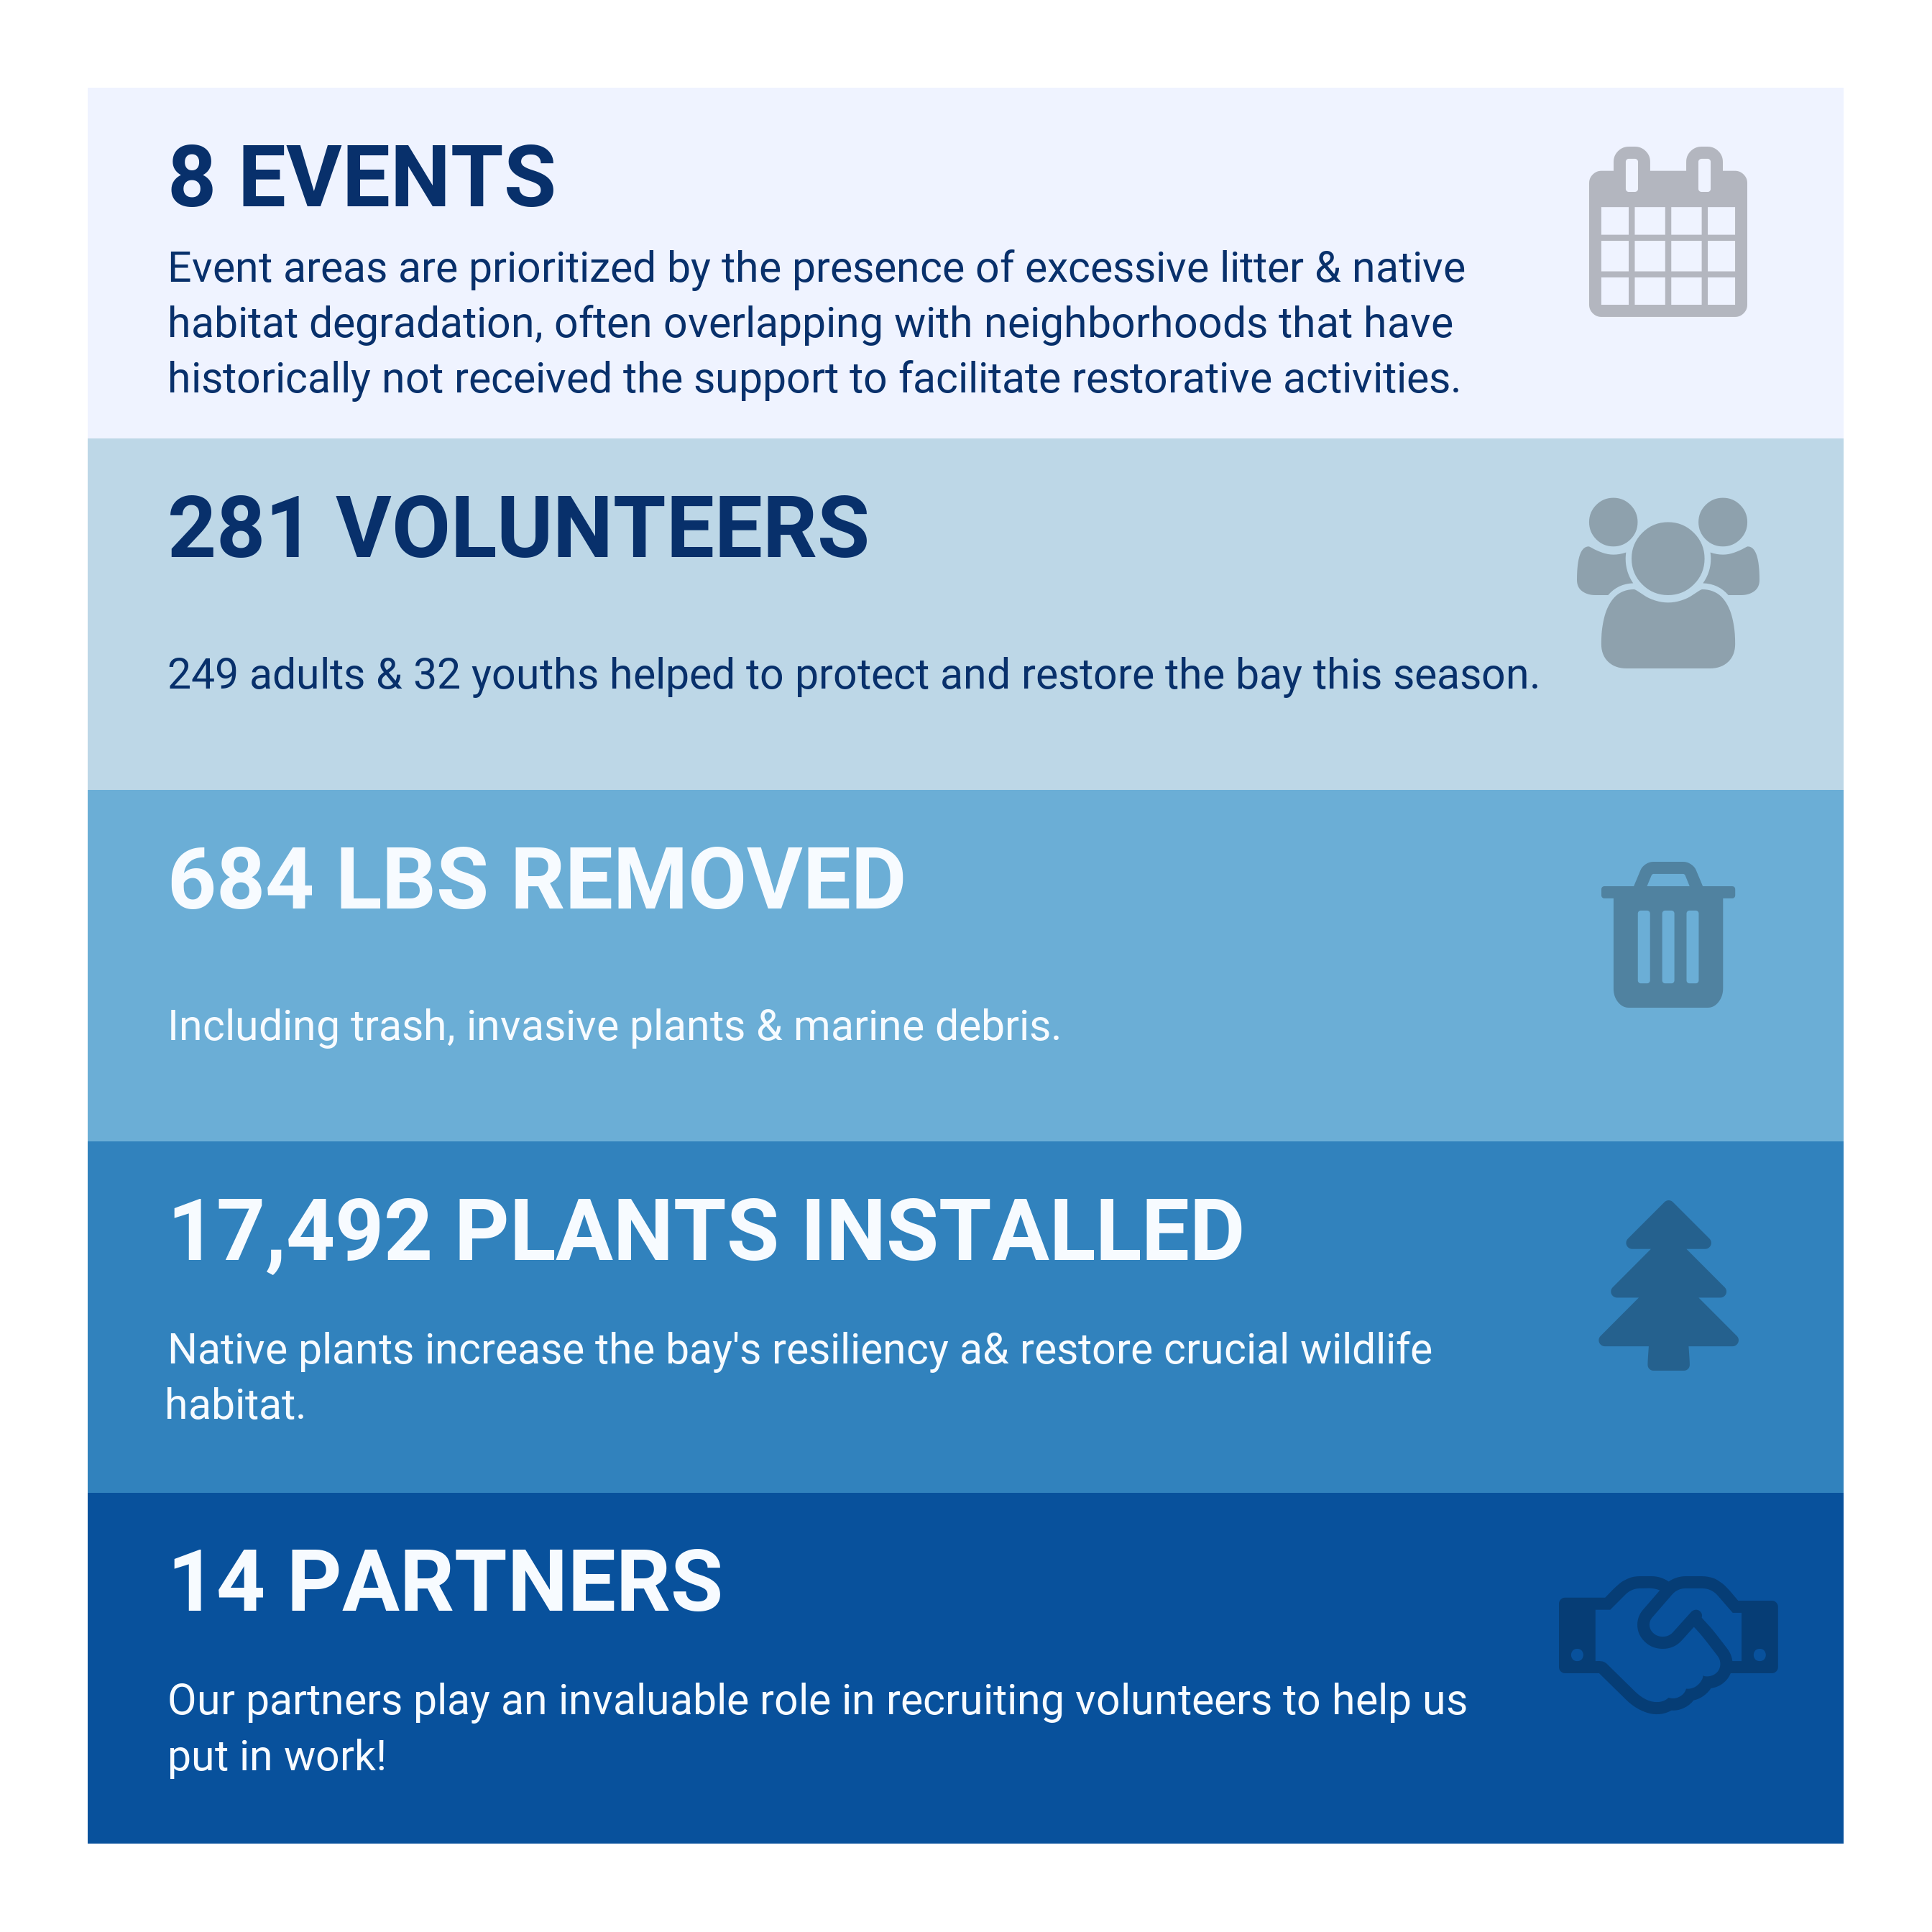 8 EVENTS
Event areas are prioritized by the presence of excessive litter & native
habitat degradation, often overlapping with neighborhoods that have
historically not received the support to facilitate restorative activities.
281 VOLUNTEERS
249 adults & 32 youths helped to protect and restore the bay this season.
684 LBS REMOVED
Including trash, invasive plants & marine debris.
17,492 PLANTS INSTALLED
Native plants increase the bay's resiliency a& restore crucial wildlife
habitat.
14 PARTNERS
Our partners play an invaluable role in recruiting volunteers to help us
put in work!